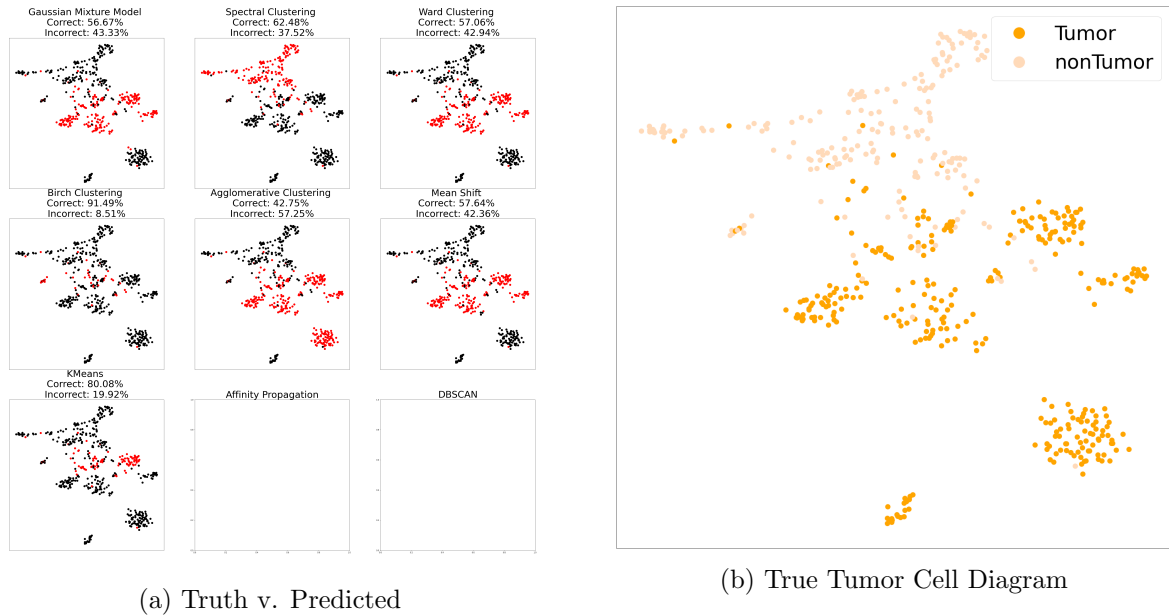 Gaussian Mixture Model
Correct: 56.67%
Incorrect: 43.33%
Spectral Clustering
Correct: 62.48%
Incorrect: 37.52%
Ward Clustering
Correct: 57.06%
Incorrect: 42.94%
Birch Clustering
Correct: 91.49%
Incorrect: 8.51%
Agglomerative Clustering
Correct: 42.75%
Incorrect: 57.25%
Mean Shift
Correct: 57.64%
Incorrect: 42.36%
KMeans
Correct: 80.08%
Incorrect: 19.92%
Affinity Propagation
DBSCAN
(a) Truth v. Predicted
Tumor
nonTumor
(b) True Tumor Cell Diagram